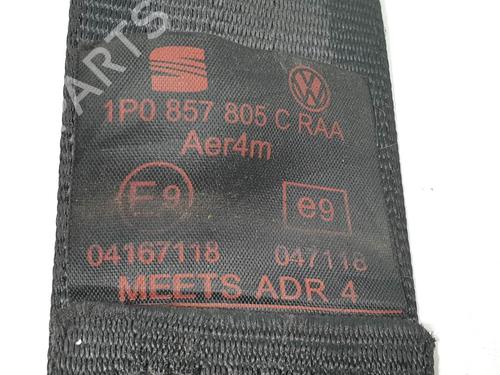 PARTS
1P0 857 805 C RAA
Aer4m
E9 e9
04167118 047118
MEETS ADR 4